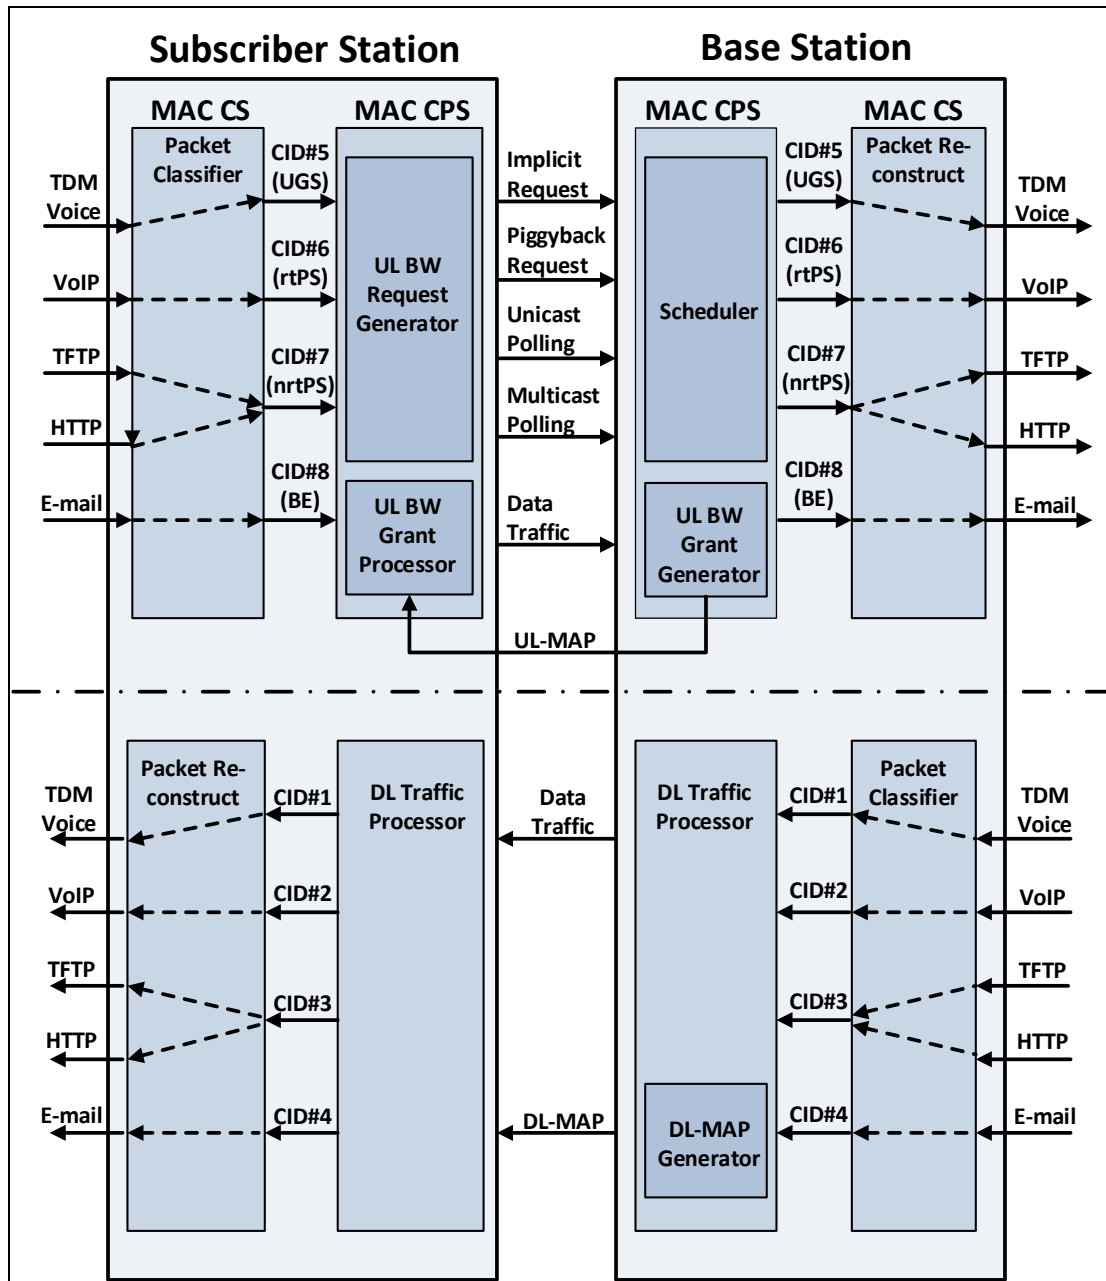 Subscriber Station
Base Station
MAC CS
MAC CPS
MAC CPS
MAC CS
Packet
Classifier
TDM
Voice
VoIP
TFTP
HTTP
E-mail
CID#5
(UGS)
CID#6
(rtPS)
CID#7
(nrtPS)
CID#8
(BE)
UL BW
Request
Generator
UL BW
Grant
Processor
Implicit
Request
Piggyback
Request
Unicast
Polling
Multicast
Polling
Data
Traffic
UL-MAP
Scheduler
UL BW
Grant
Generator
CID#5
(UGS)
CID#6
(rtPS)
CID#7
(nrtPS)
CID#8
(BE)
Packet Re-
construct
TDM
Voice
VoIP
TFTP
HTTP
E-mail
TDM
Voice
VoIP
TFTP
HTTP
E-mail
Packet Re-
construct
CID#1
CID#2
CID#3
CID#4
DL Traffic
Processor
Data
Traffic
DL-MAP
DL Traffic
Processor
DL-MAP
Generator
CID#1
CID#2
CID#3
CID#4
Packet
Classifier
TDM
Voice
VoIP
TFTP
HTTP
E-mail